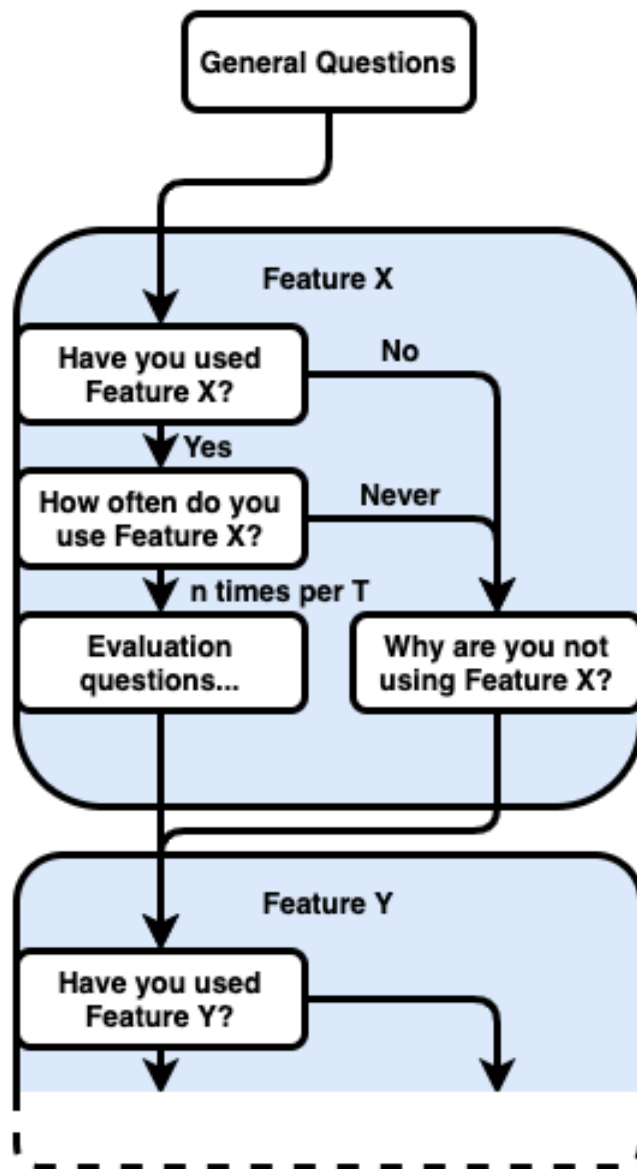 General Questions
Feature X
Have you used
Feature X?
No
Yes
How often do you
use Feature X?
Never
n times per T
Evaluation
questions...
Why are you not
using Feature X?
Feature Y
Have you used
Feature Y?